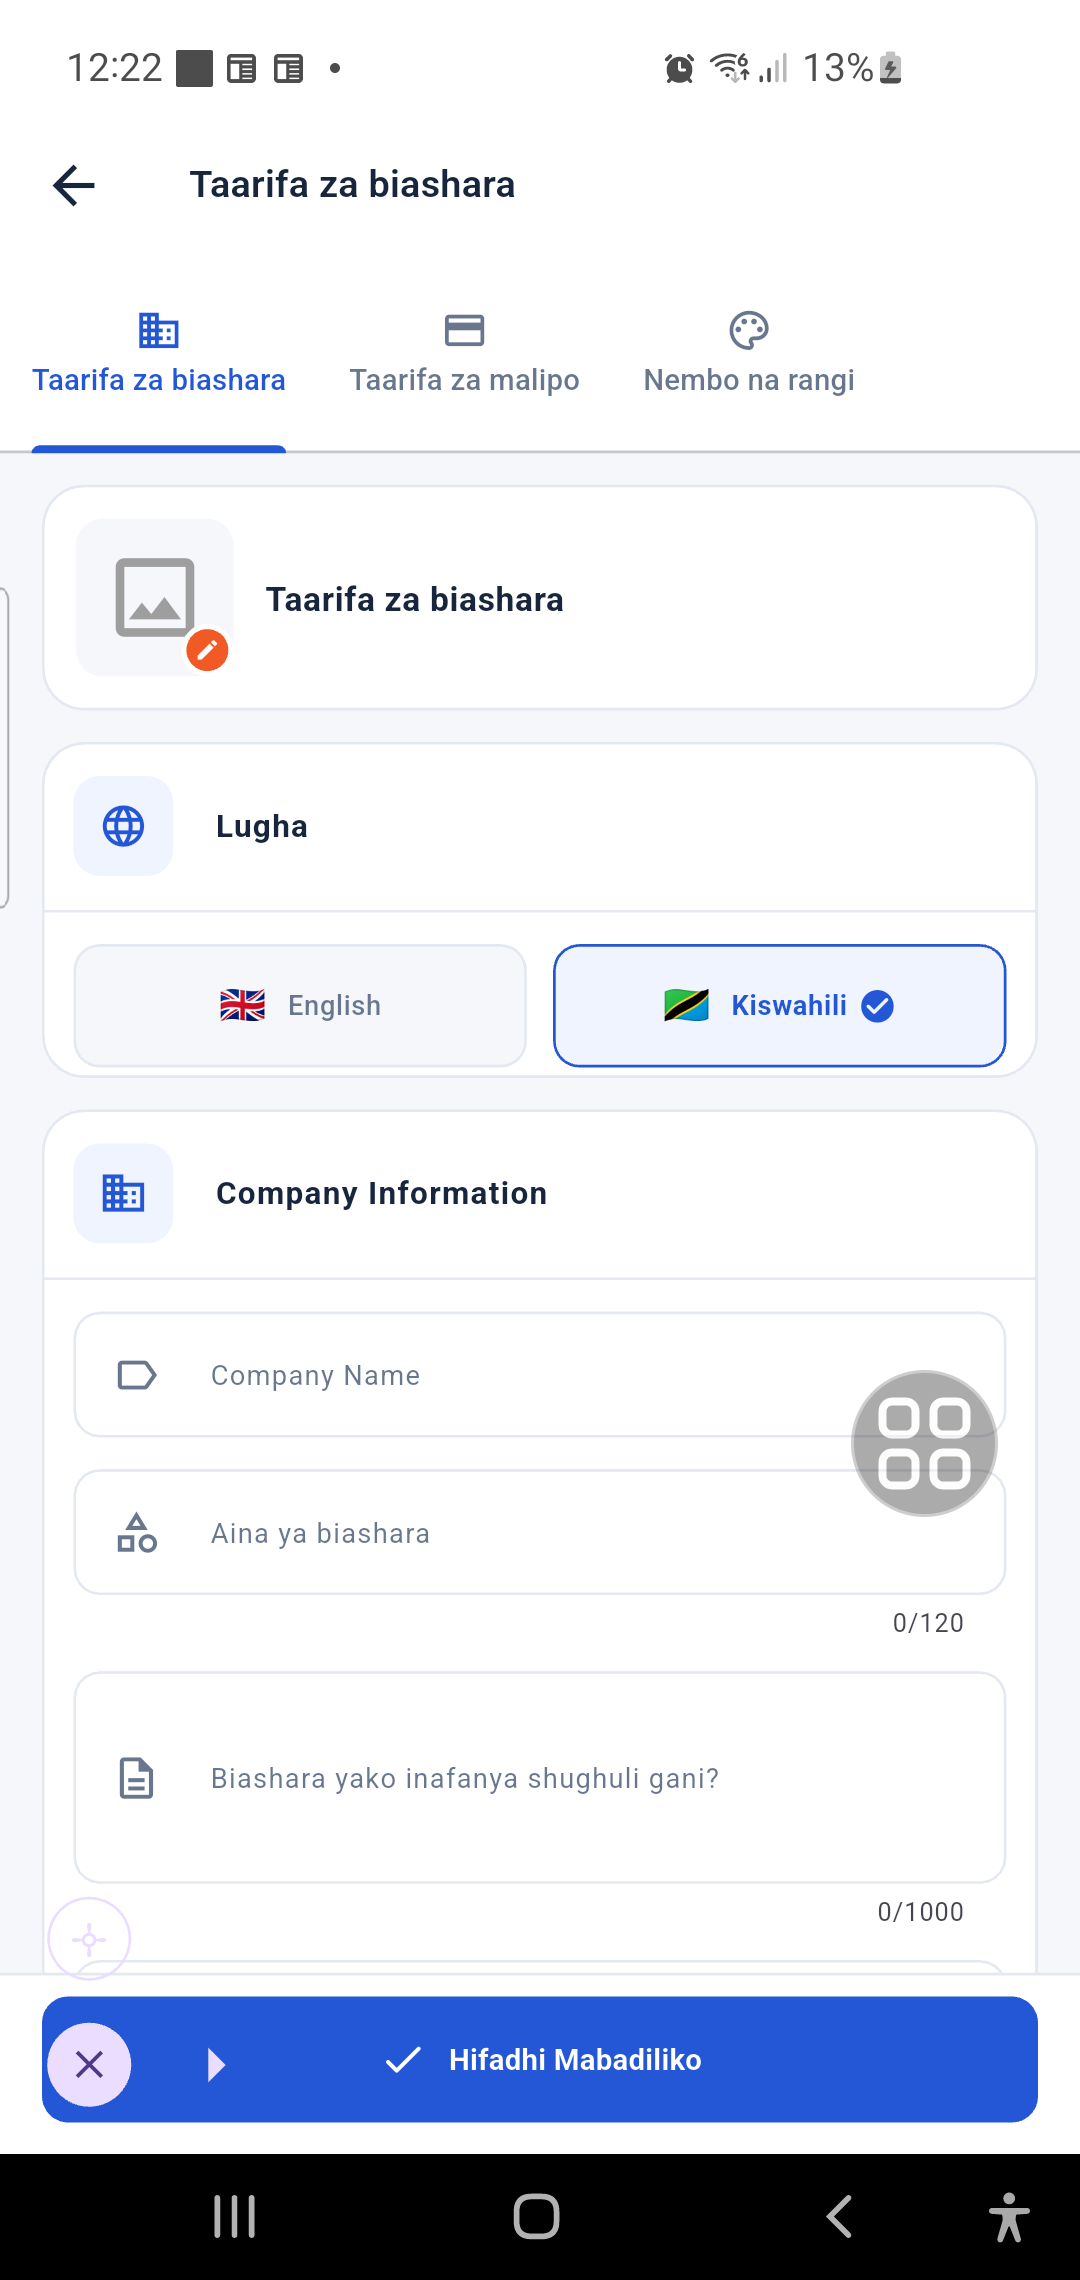 12:22
13%
Taarifa za biashara
Taarifa za biashara
Taarifa za malipo
Nembo na rangi
Taarifa za biashara
Lugha
English
Kiswahili
Company Information
Company Name
Aina ya biashara
0/120
Biashara yako inafanya shughuli gani?
0/1000
Hifadhi Mabadiliko